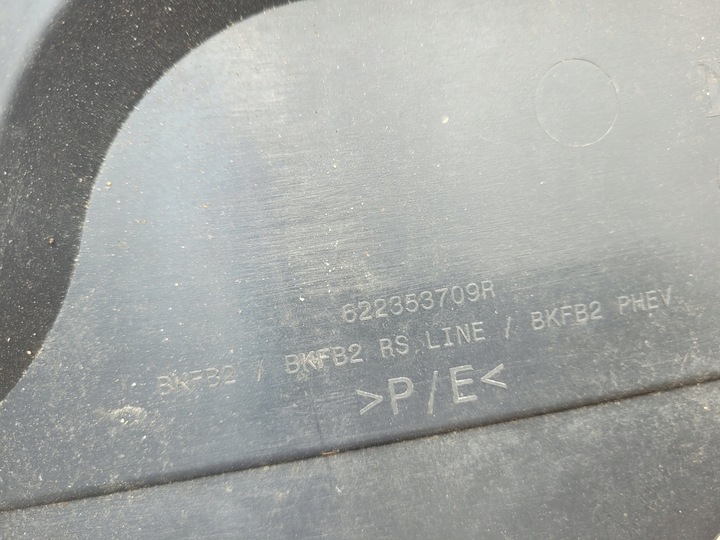 622353709R
BKFB2 / BKFB2 RS LINE / BKFB2 PHEV
>P/E<